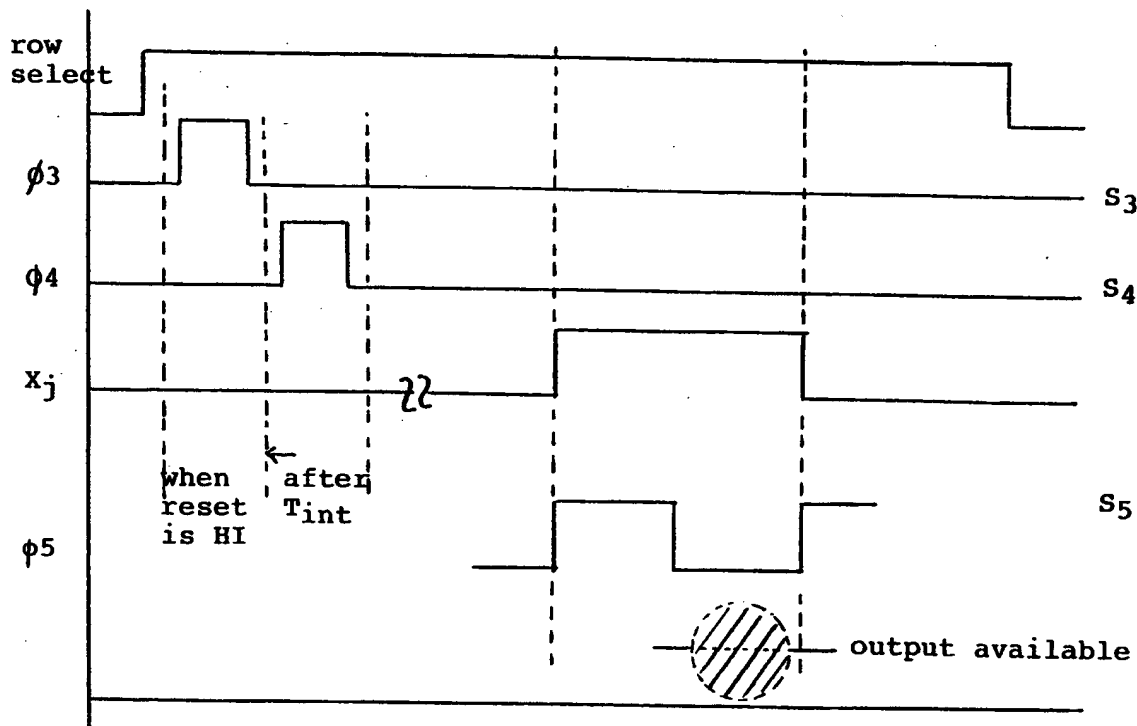 row
select
ϕ3
S3
ϕ4
S4
Xj
when
reset
is HI
← after
Tint
S5
ϕ5
output available